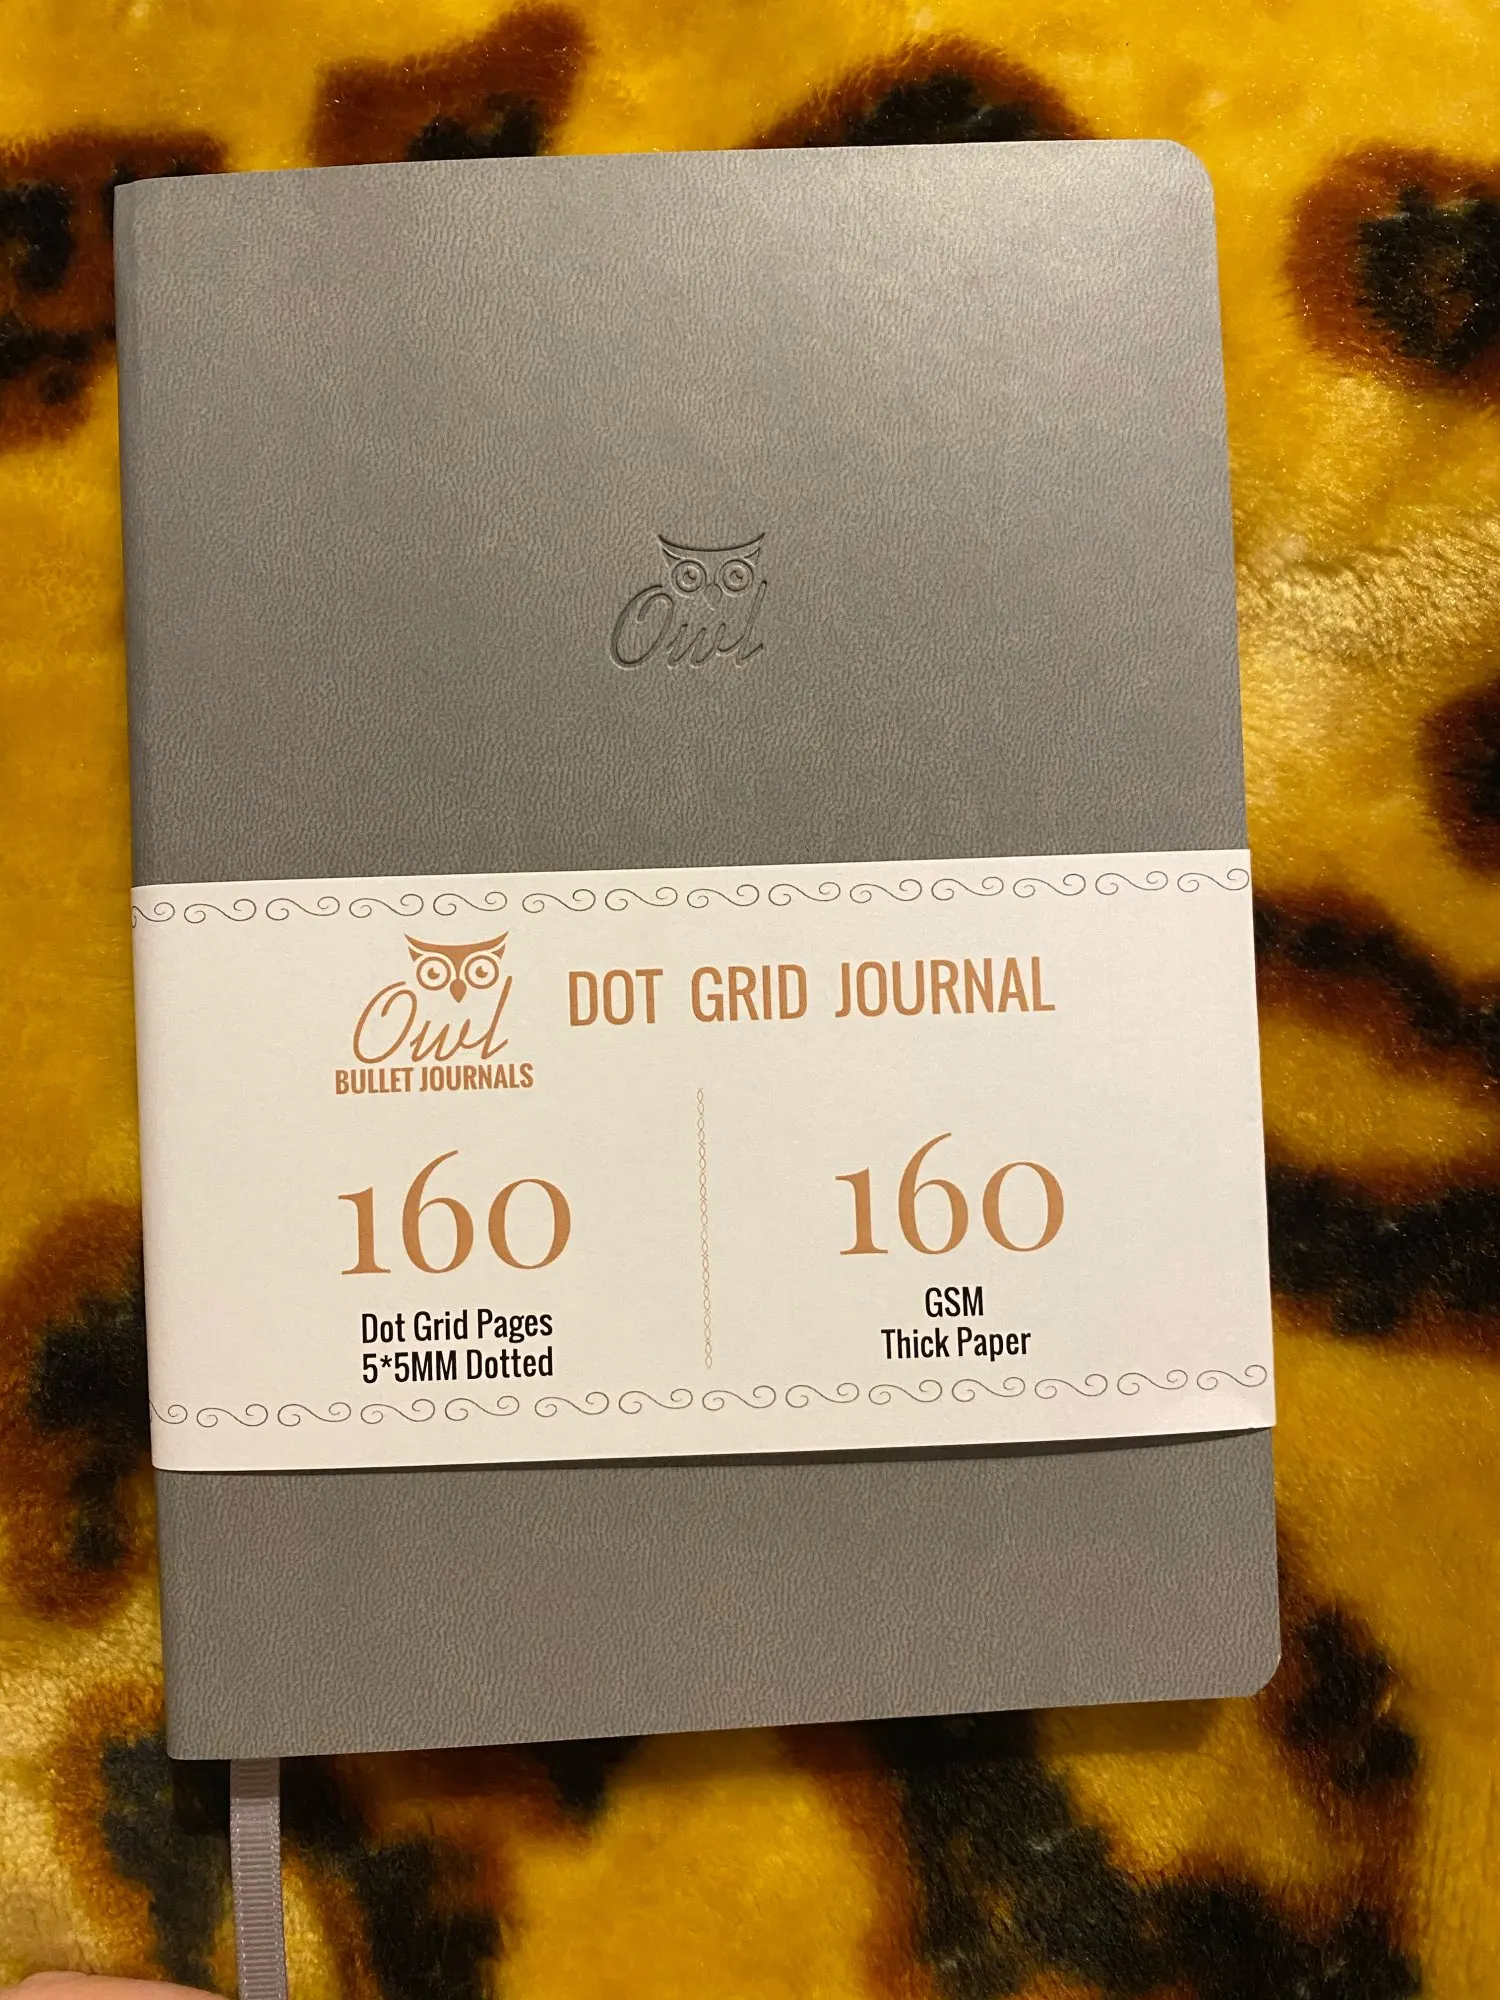 Owl
Owl
BULLET JOURNALS
DOT GRID JOURNAL
160
Dot Grid Pages
5*5MM Dotted
160
GSM
Thick Paper